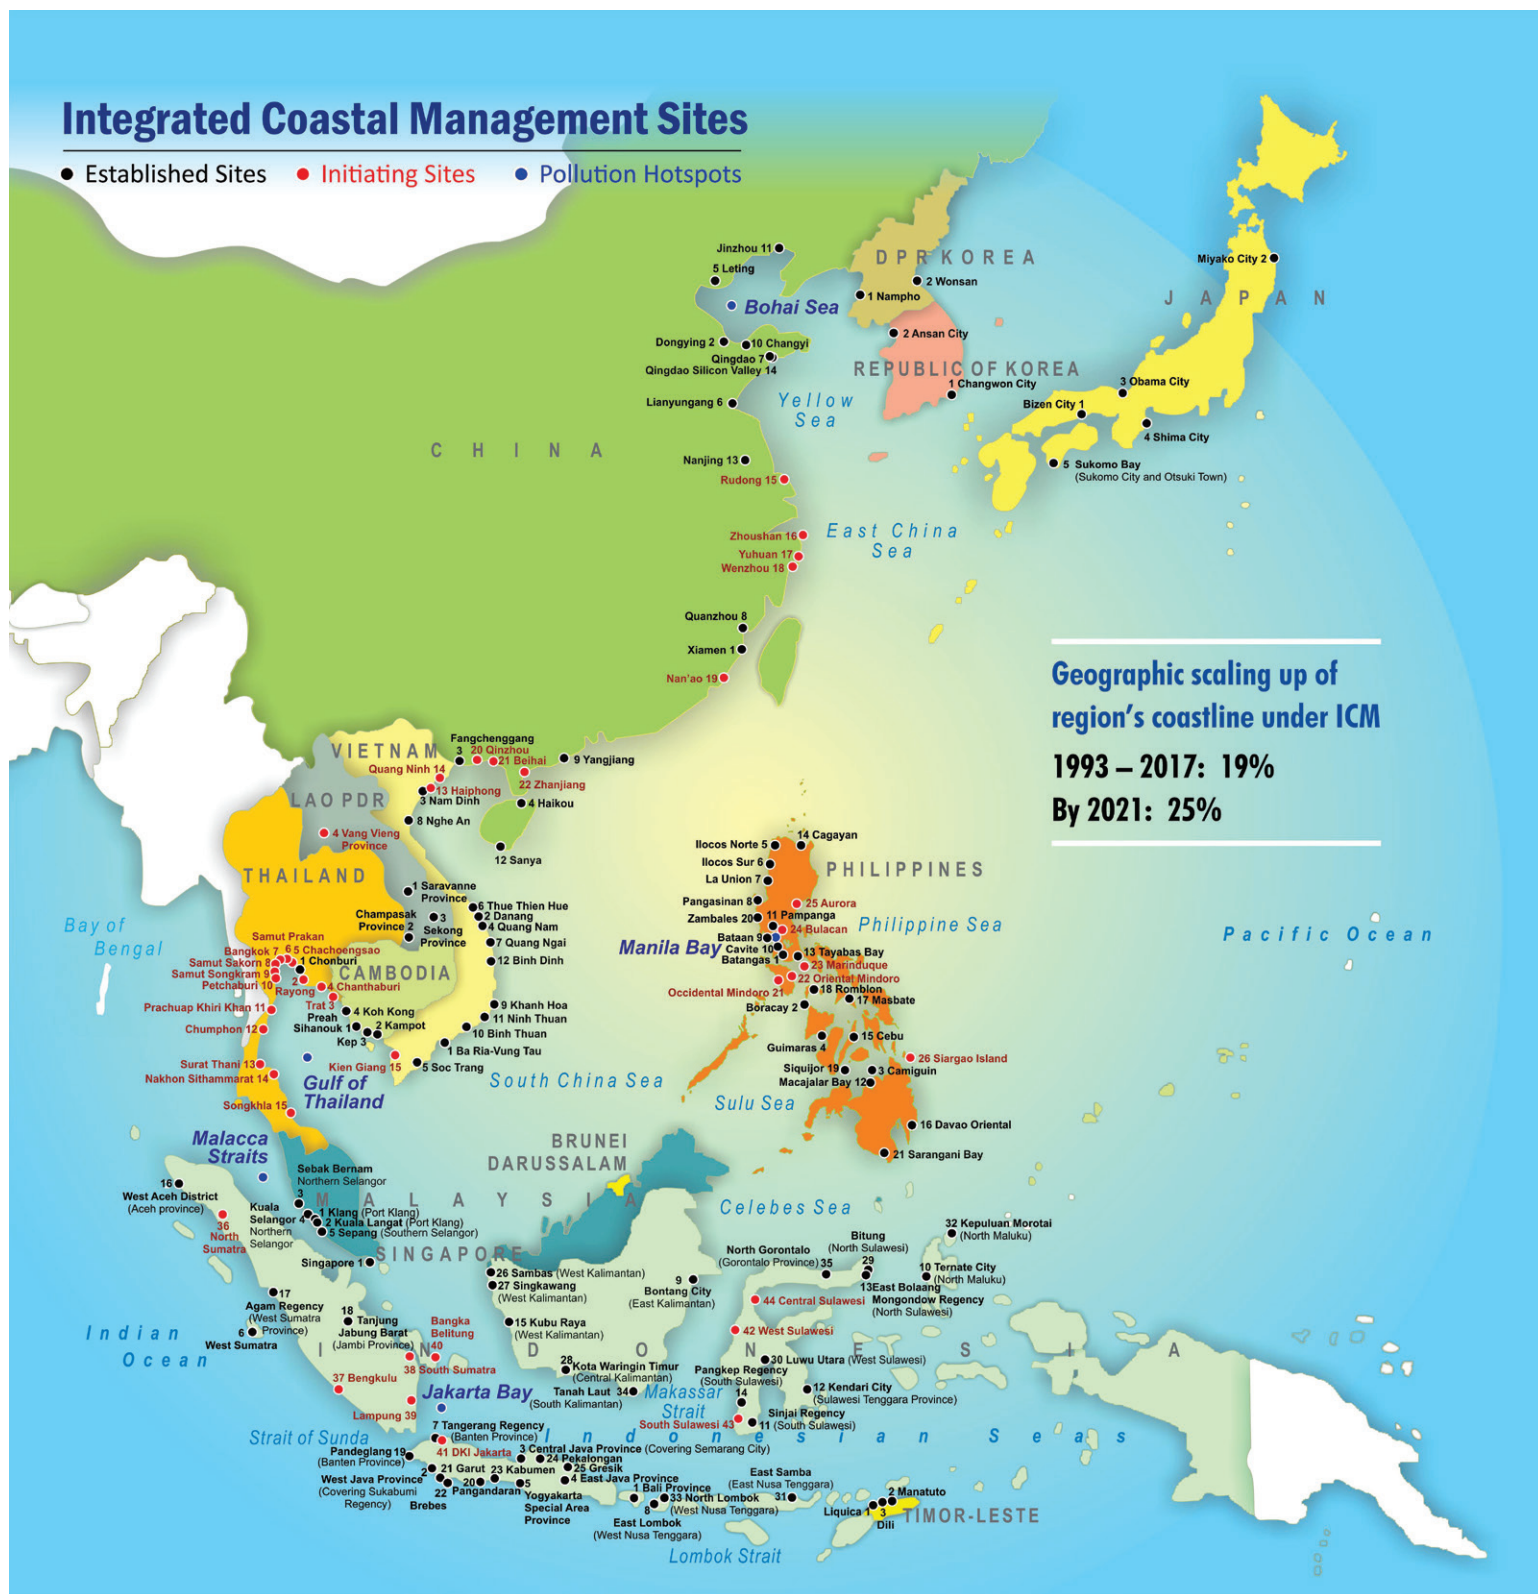 Integrated Coastal Management Sites
Established Sites
Initiating Sites
Pollution Hotspots
Jinzhou 11
5 Leting
Bohai Sea
DPR KOREA
2 Wonsan
1 Nampho
Miyako City 2
JAPAN
Dongying 2
10 Changyi
Qingdao 7
Qingdao Silicon Valley 14
2 Ansan City
REPUBLIC OF KOREA
1 Changwon City
3 Obama City
Bizen City 1
4 Shima City
5 Sukomo Bay
(Sukomo City and Otsuki Town)
Lianyungang 6
Yellow
Sea
CHINA
Nanjing 13
Rudong 15
Zhoushan 16
East China
Sea
Yuhuan 17
Wenzhou 18
Quanzhou 8
Xiamen 1
Nan'ao 19
Geographic scaling up of
region's coastline under ICM
1993 – 2017: 19%
By 2021: 25%
VIETNAM
Fangchenggang
3
20 Qinzhou
21 Beihai
9 Yangjiang
Quang Ninh 14
22 Zhanjiang
13 Haiphong
3 Nam Dinh
4 Haikou
LAO PDR
8 Nghe An
4 Vang Vieng
Province
12 Sanya
THAILAND
1 Saravanne
Province
Champasak
Province 2
3
Sekong
Province
6 Thue Thien Hue
2 Danang
4 Quang Nam
7 Quang Ngai
12 Binh Dinh
Bay of
Bengal
Samut Prakan
6
Bangkok 7
5 Chachoengsao
Samut Sakorn 8
1 Chonburi
Samut Songkram 9
Petchaburi 10
2
Rayong
4 Chanthaburi
Trat 3
CAMBODIA
Prachuap Khiri Khan 11
Chumphon 12
4 Koh Kong
Preah
Sihanouk 1
2 Kampot
Kep 3
9 Khanh Hoa
11 Ninh Thuan
10 Binh Thuan
1 Ba Ria-Vung Tau
5 Soc Trang
Kien Giang 15
Surat Thani 13
Nakhon Sithammarat 14
Gulf of
Thailand
Songkhla 15
South China Sea
Ilocos Norte 5
14 Cagayan
Ilocos Sur 6
La Union 7
PHILIPPINES
Pangasinan 8
25 Aurora
Zambales 20
11 Pampanga
24 Bulacan
Philippine Sea
Bataan 9
Manila Bay
Cavite 10
Batangas 1
13 Tayabas Bay
23 Marinduque
22 Oriental Mindoro
Occidental Mindoro 21
18 Romblon
17 Masbate
Boracay 2
Guimaras 4
15 Cebu
26 Siargao Island
Siquijor 19
3 Camiguin
Macajalar Bay 12
Sulu Sea
16 Davao Oriental
21 Sarangani Bay
Pacific Ocean
Malacca
Straits
BRUNEI
DARUSSALAM
Sebak Bernam
Northern Selangor
3
MALAYSIA
16
West Aceh District
(Aceh province)
36
North
Sumatra
Kuala
Selangor 4
Northern
Selangor
1 Klang (Port Klang)
2 Kuala Langat (Port Klang)
5 Sepang (Southern Selangor)
Singapore 1
SINGAPORE
Celebes Sea
26 Sambas (West Kalimantan)
27 Singkawang
(West Kalimantan)
15 Kubu Raya
(West Kalimantan)
9
Bontang City
(East Kalimantan)
North Gorontalo
(Gorontalo Province) 35
Bitung
(North Sulawesi)
29
32 Kepuluan Morotai
(North Maluku)
10 Ternate City
(North Maluku)
13 East Bolaang
Mongondow Regency
(North Sulawesi)
44 Central Sulawesi
42 West Sulawesi
17
Agam Regency
(West Sumatra
Province)
6
West Sumatra
18
Tanjung
Jabung Barat
(Jambi Province)
Bangka
Belitung
40
38 South Sumatra
37 Bengkulu
Lampung 39
Indian
Ocean
INDONESIA
28
Kota Waringin Timur
(Central Kalimantan)
Tanah Laut 34
(South Kalimantan)
Makassar
Strait
30 Luwu Utara (West Sulawesi)
Pangkep Regency
(South Sulawesi)
14
12 Kendari City
(Sulawesi Tenggara Province)
Sinjai Regency
11 (South Sulawesi)
South Sulawesi 43
Jakarta Bay
Strait of Sunda
Indonesian Seas
7 Tangerang Regency
(Banten Province)
41 DKI Jakarta
Pandeglang 19
(Banten Province)
3 Central Java Province (Covering Semarang City)
24 Pekalongan
25 Gresik
4 East Java Province
2
21 Garut
23 Kabumen
West Java Province
(Covering Sukabumi
Regency)
20
Pangandaran
22
Brebes
5
Yogyakarta
Special Area
Province
1 Bali Province
33 North Lombok
(West Nusa Tenggara)
8
East Lombok
(West Nusa Tenggara)
East Samba
(East Nusa Tenggara)
31
Lombok Strait
2 Manatuto
Liquica 1
3
Dili
TIMOR-LESTE